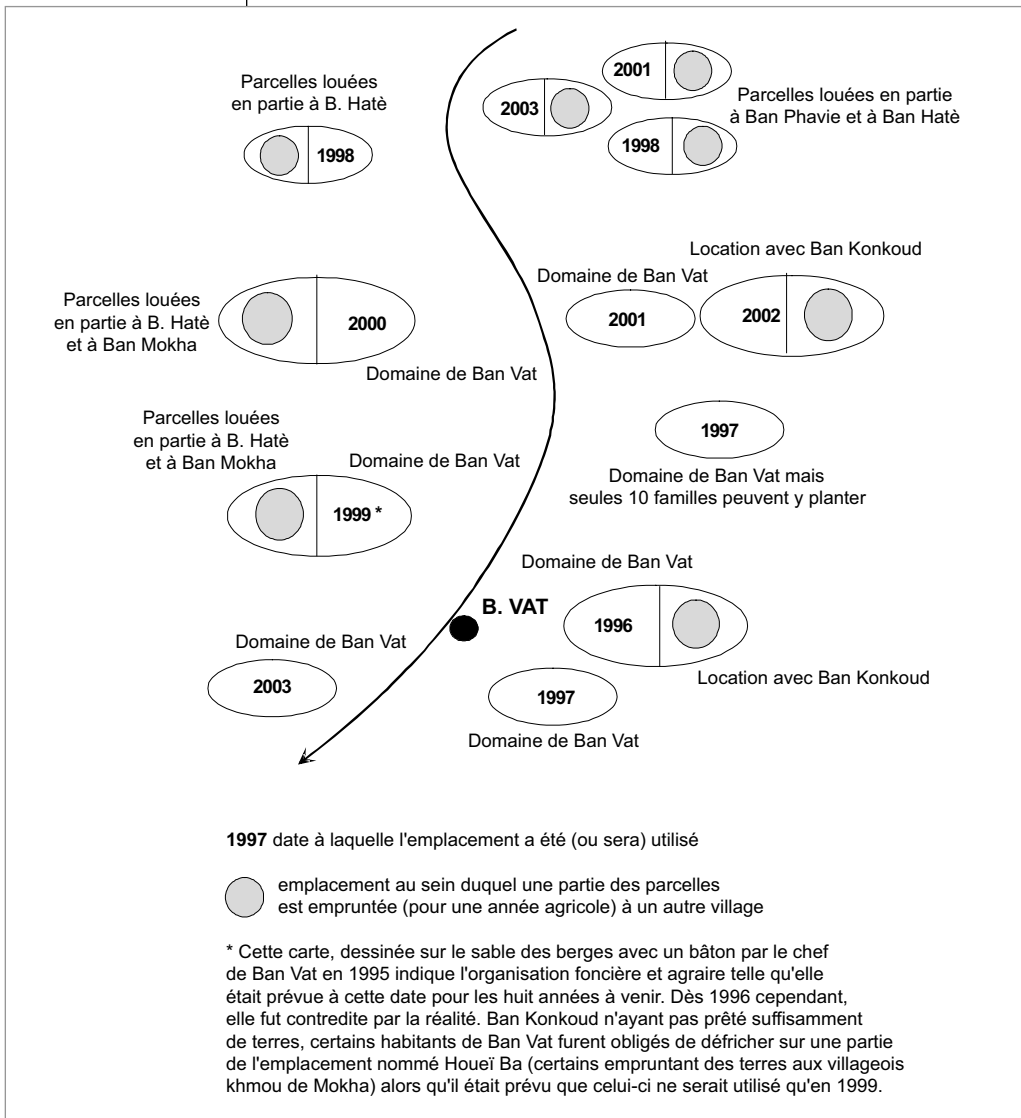 Parcelles louées
en partie à B. Hatè
1998
2001
2003
Parcelles louées en partie
à Ban Phavie et à Ban Hatè
1998
Parcelles louées
en partie à B. Hatè
et à Ban Mokha
2000
Domaine de Ban Vat
Location avec Ban Konkoud
Domaine de Ban Vat
2001
2002
Parcelles louées
en partie à B. Hatè
et à Ban Mokha
Domaine de Ban Vat
1999 *
1997
Domaine de Ban Vat mais
seules 10 familles peuvent y planter
Domaine de Ban Vat
B. VAT
1996
Location avec Ban Konkoud
Domaine de Ban Vat
2003
1997
Domaine de Ban Vat
1997 date à laquelle l'emplacement a été (ou sera) utilisé
emplacement au sein duquel une partie des parcelles
est empruntée (pour une année agricole) à un autre village
* Cette carte, dessinée sur le sable des berges avec un bâton par le chef
de Ban Vat en 1995 indique l'organisation foncière et agraire telle qu'elle
était prévue à cette date pour les huit années à venir. Dès 1996 cependant,
elle fut contredite par la réalité. Ban Konkoud n'ayant pas prêté suffisamment
de terres, certains habitants de Ban Vat furent obligés de défricher sur une partie
de l'emplacement nommé Houeï Ba (certains empruntant des terres aux villageois
khmou de Mokha) alors qu'il était prévu que celui-ci ne serait utilisé qu'en 1999.